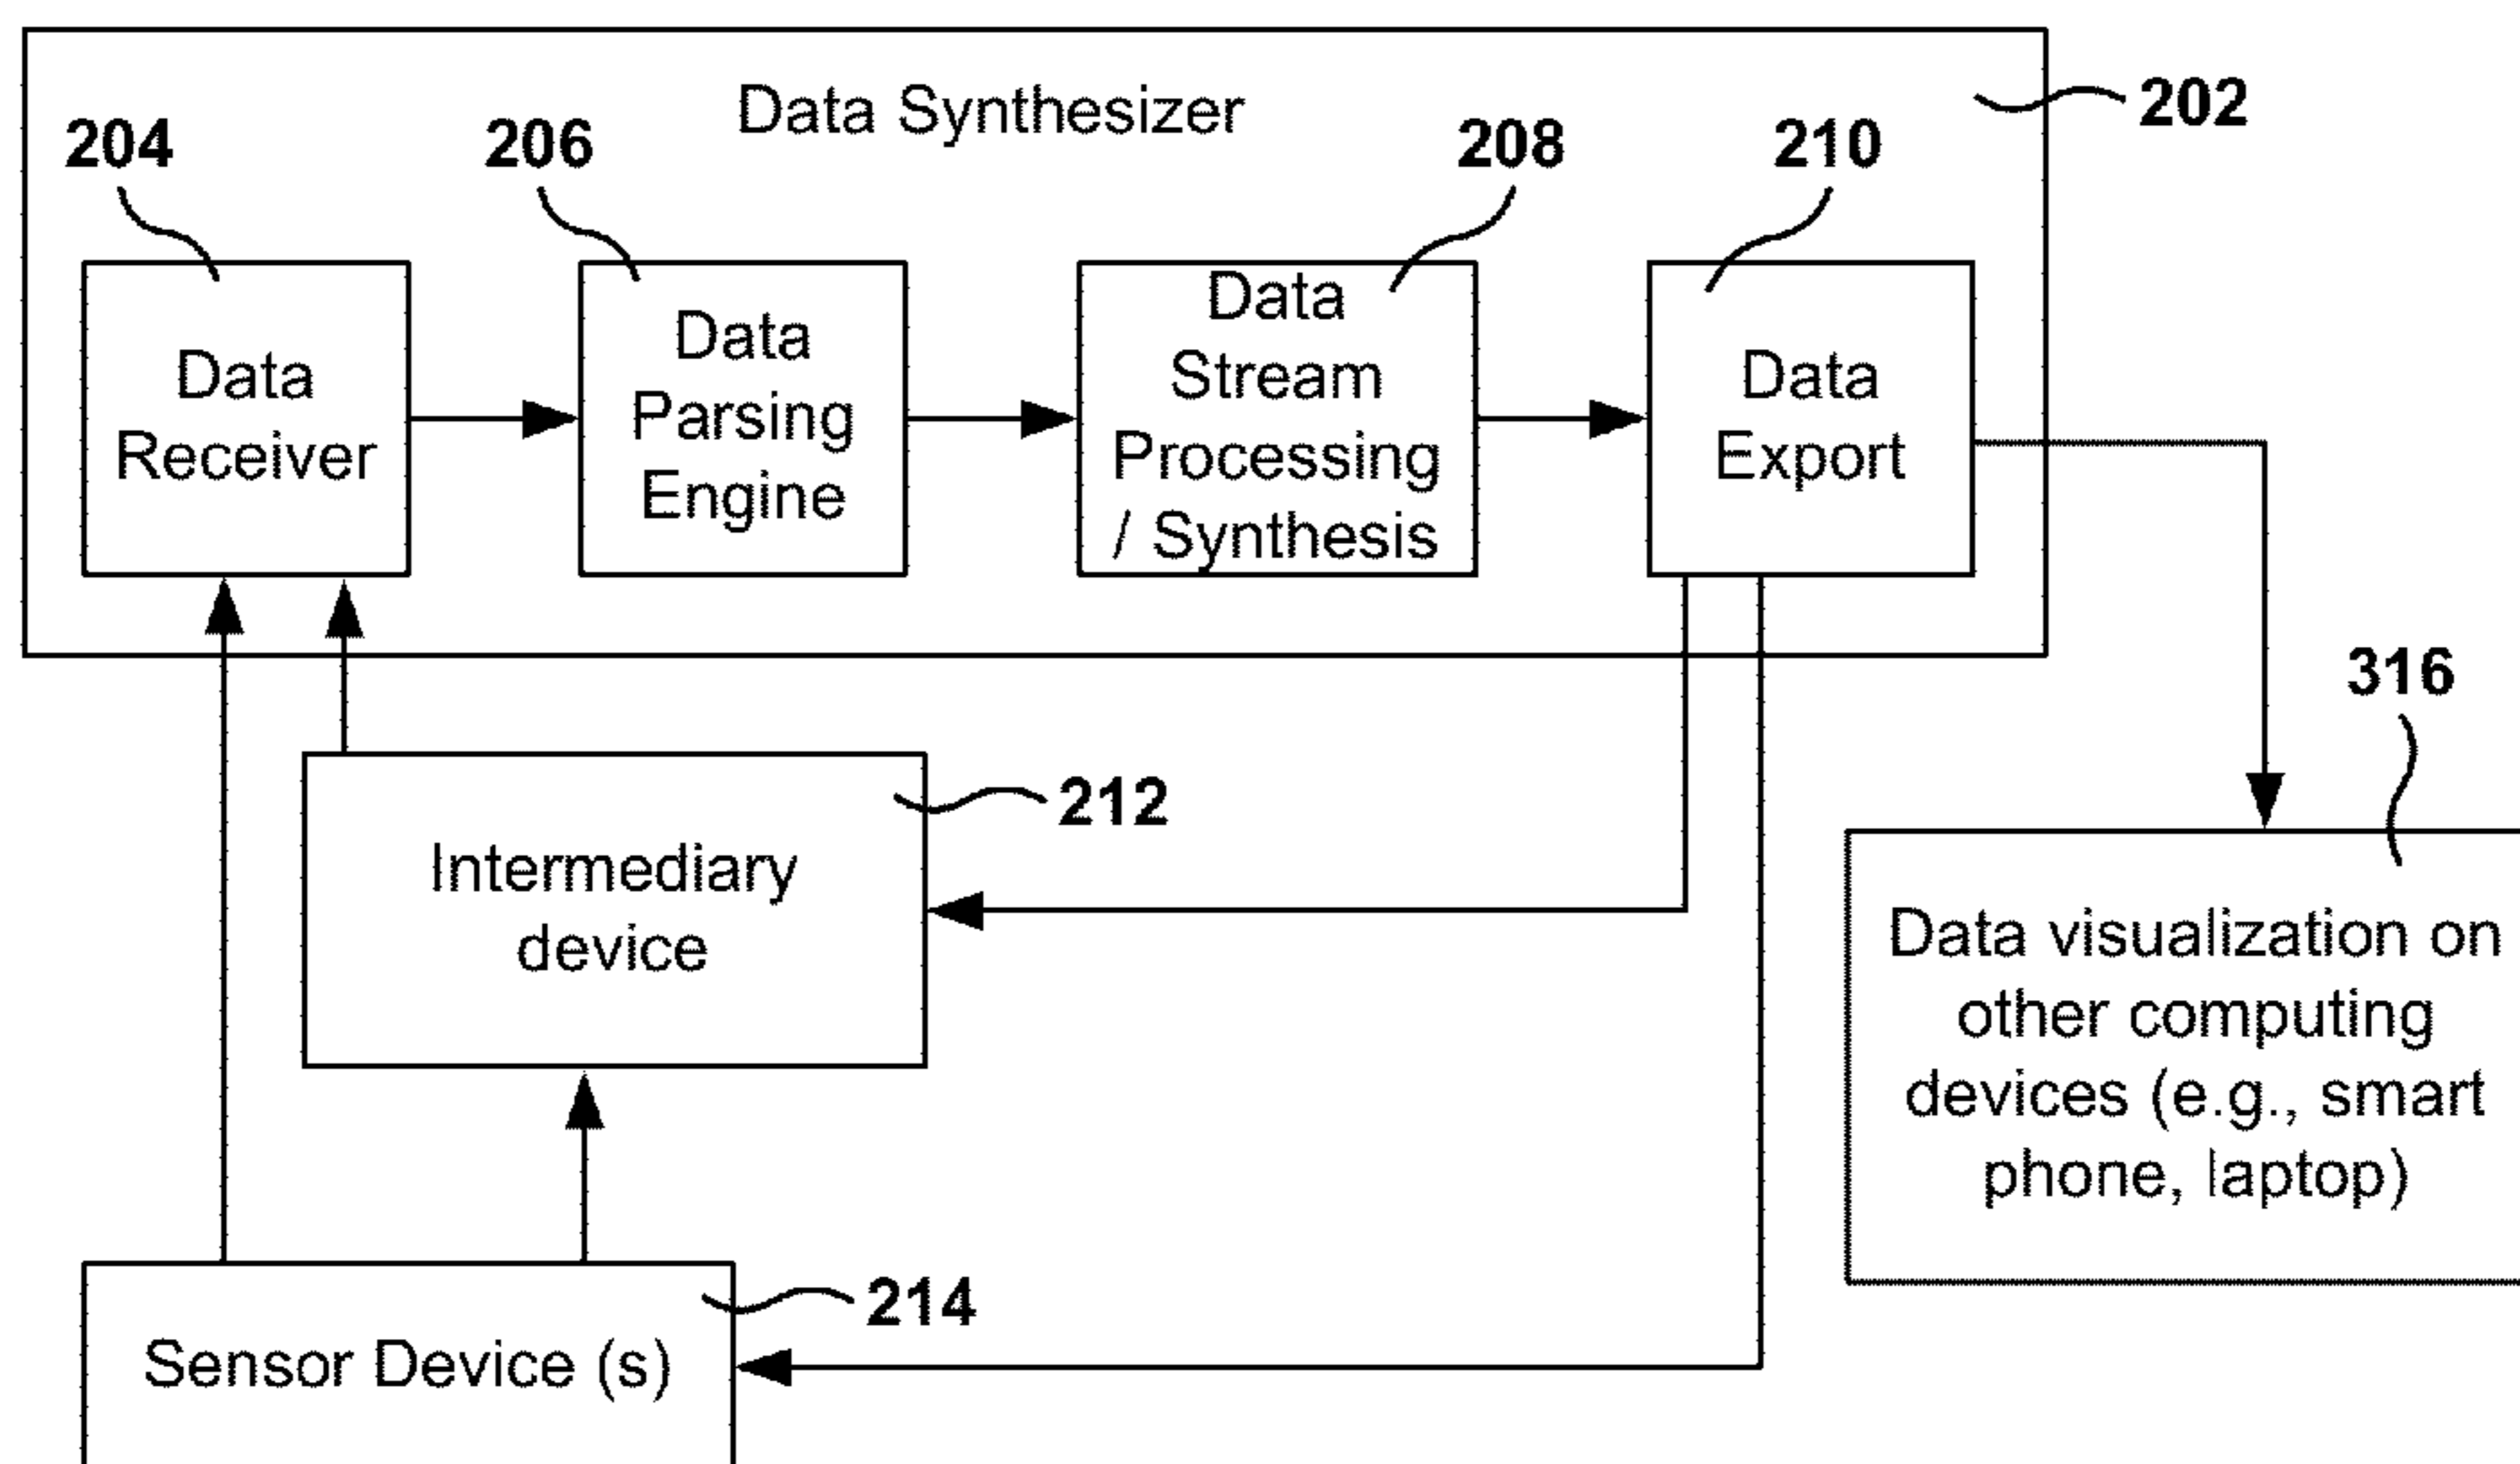 Data Synthesizer
202
204
206
208
210
Data
Receiver
Data
Parsing
Engine
Data
Stream
Processing
/ Synthesis
Data
Export
316
212
Intermediary
device
Data visualization on
other computing
devices (e.g., smart
phone, laptop)
214
Sensor Device (s)